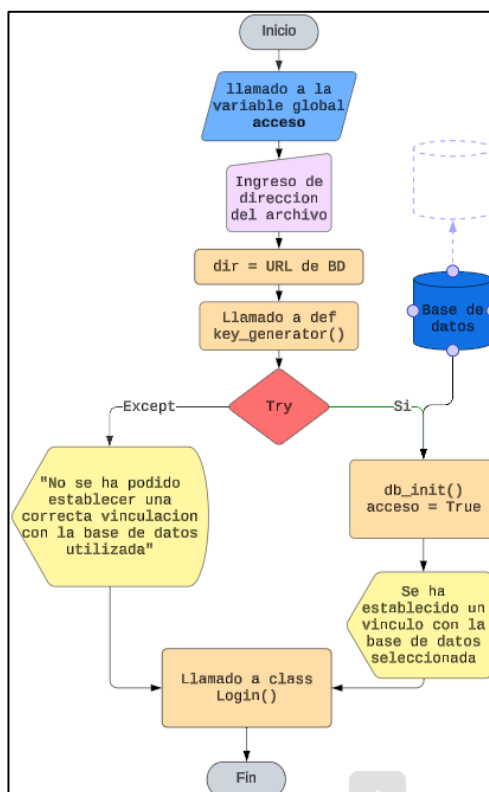 Inicio
llamado a la
variable global
acceso
Ingreso de
direccion
del archivo
dir = URL de BD
Llamado a def
key_generator()
Base de
datos
Except
Try
Si
"No se ha podido
establecer una
correcta vinculacion
con la base de datos
utilizada"
db_init()
acceso = True
Se ha
establecido un
vinculo con la
base de datos
seleccionada
Llamado a class
Login()
Fin